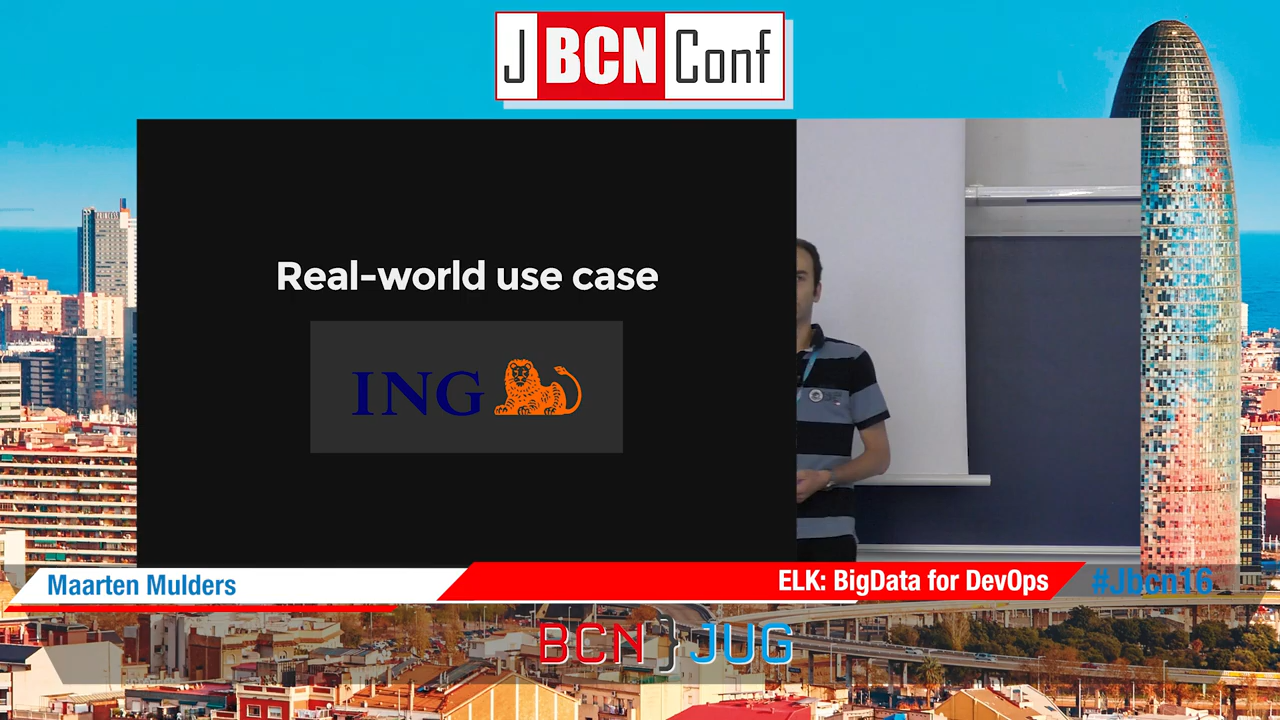 JBCNConf
Real-world use case
ING
Maarten Mulders
ELK: BigData for DevOps
#Jbcn16
BCN}JUG